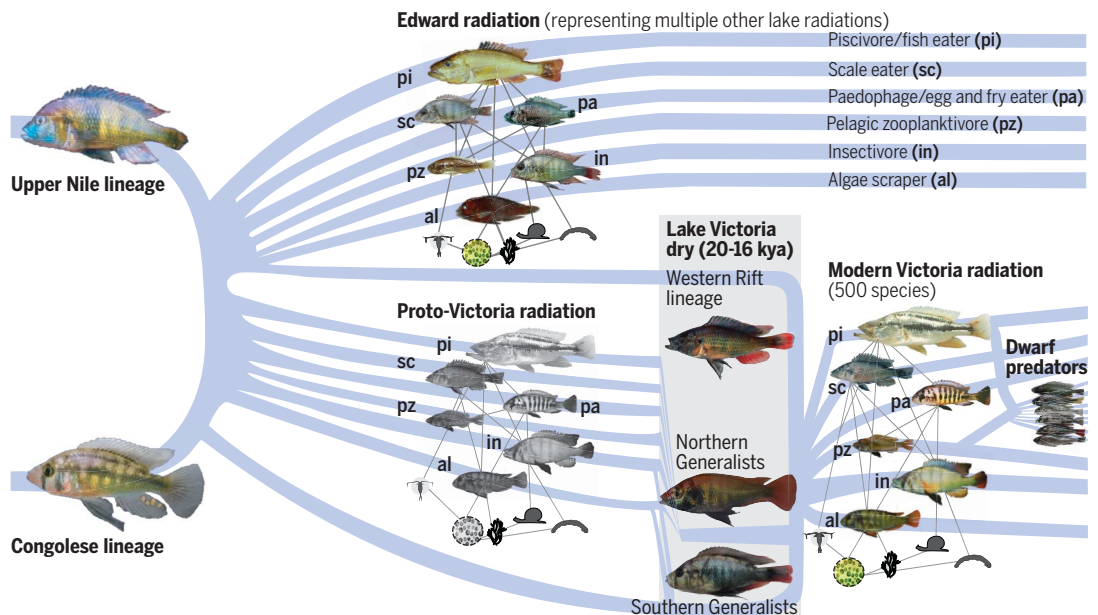 Edward radiation (representing multiple other lake radiations)
Piscivore/fish eater (pi)
Scale eater (sc)
Paedophage/egg and fry eater (pa)
Pelagic zooplanktivore (pz)
Insectivore (in)
Algae scraper (al)
pi
sc
pa
pz
in
al
Upper Nile lineage
Congolese lineage
Proto-Victoria radiation
pi
sc
pz
pa
in
al
Lake Victoria
dry (20-16 kya)
Western Rift
lineage
Northern
Generalists
Southern Generalists
Modern Victoria radiation
(500 species)
pi
sc
pa
pz
in
al
Dwarf
predators